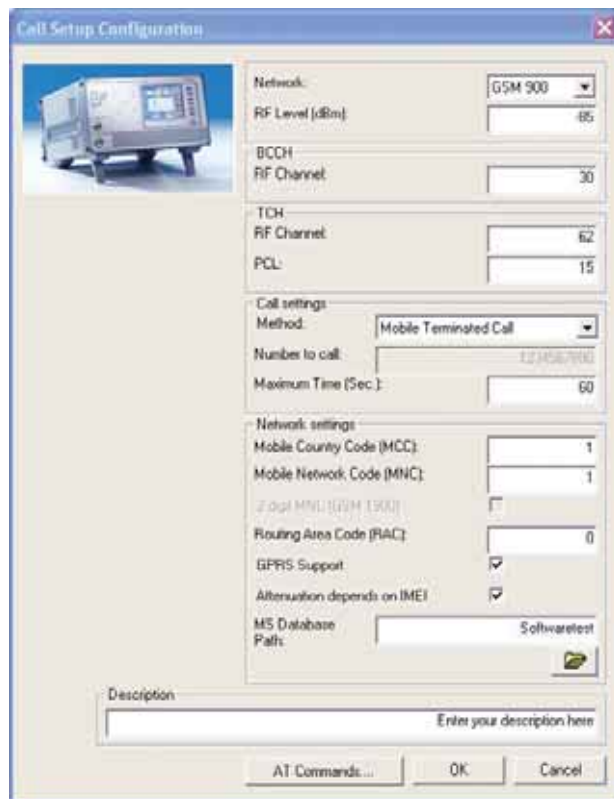 Call Setup Configuration
Network: GSM 900
RF Level (dBm): -85
BCCH
RF Channel: 30
TCH
RF Channel: 62
PCL: 15
Call settings
Method: Mobile Terminated Call
Number to call: 1234567890
Maximum Time (Sec.): 60
Network settings
Mobile Country Code (MCC): 1
Mobile Network Code (MNC): 1
2 digit MNC (GSM 1900)
Routing Area Code (RAC): 0
GPRS Support
Attenuation depends on IMEI
MS Database Path: Softwaretest
Description
Enter your description here
AT Commands... OK Cancel